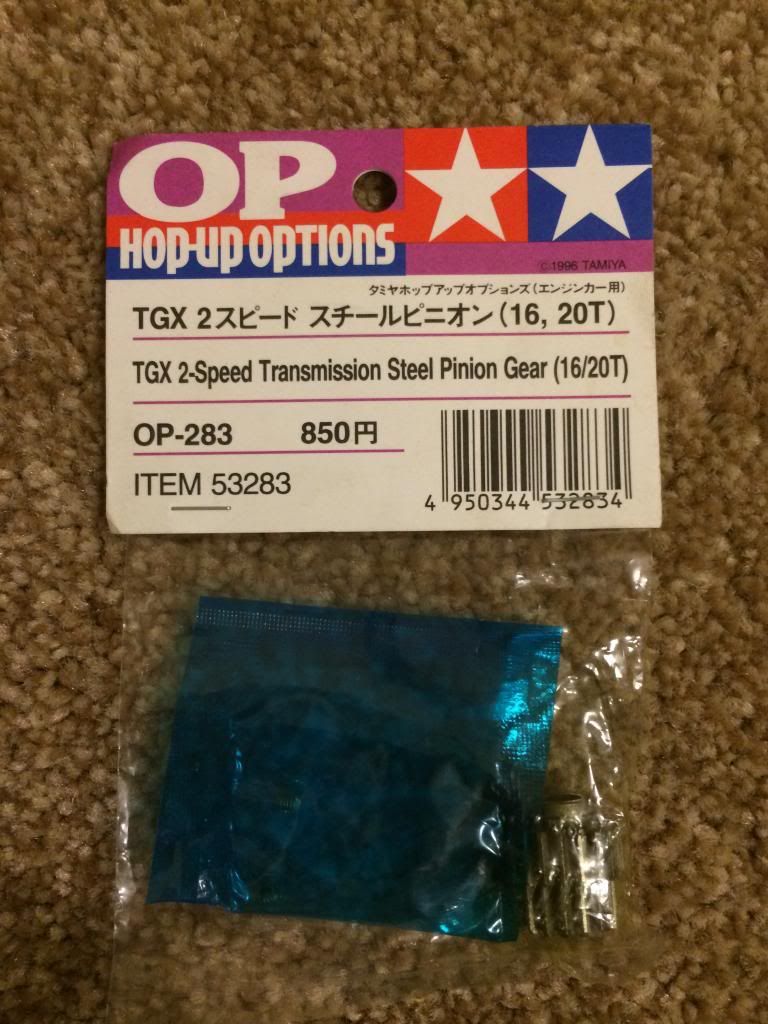 OP
HOP-UP OPTIONS
©1996 TAMIYA
タミヤホップアップオプションズ(エンジンカー用)
TGX 2スピード スチールピニオン(16, 20T)
TGX 2-Speed Transmission Steel Pinion Gear (16/20T)
OP-283 850円
ITEM 53283
4 950344 532834